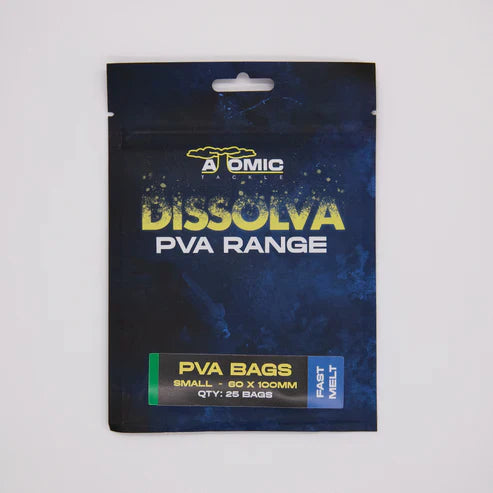 ATOMIC
TACKLE
DISSOLVA
PVA RANGE
PVA BAGS
SMALL - 60 X 100MM
QTY: 25 BAGS
FAST
MELT